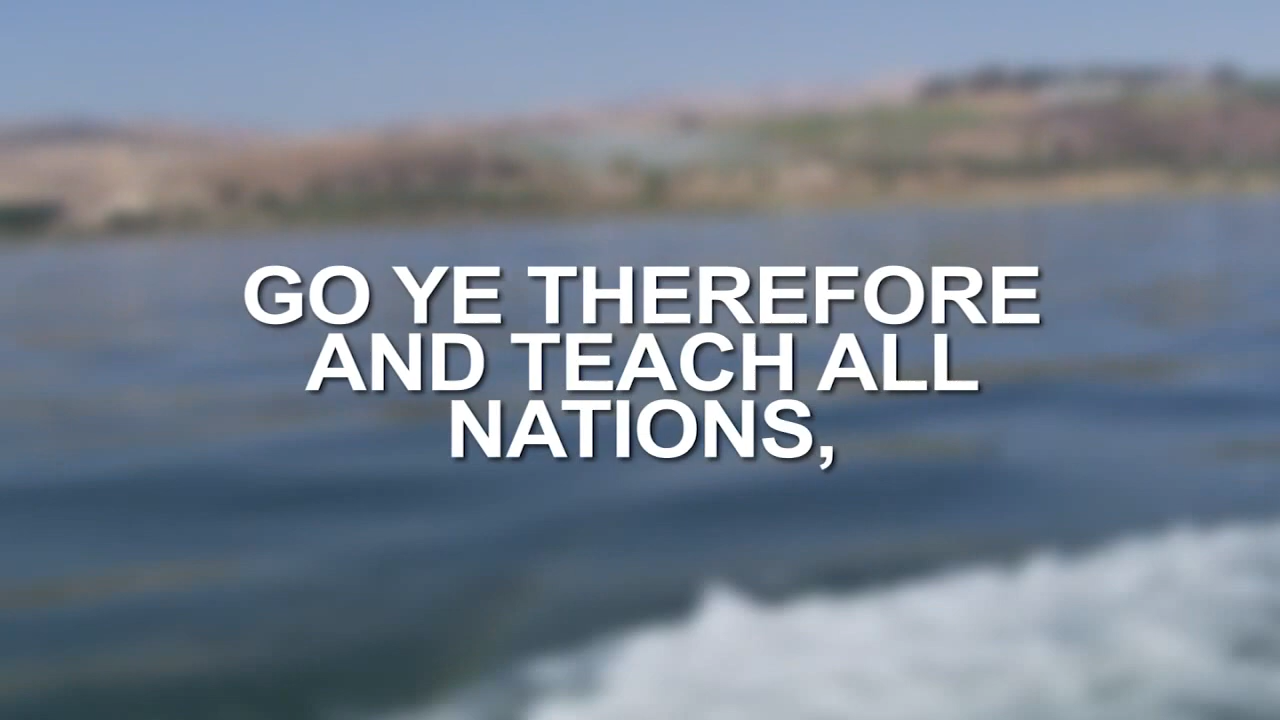 GO YE THEREFORE
AND TEACH ALL
NATIONS,